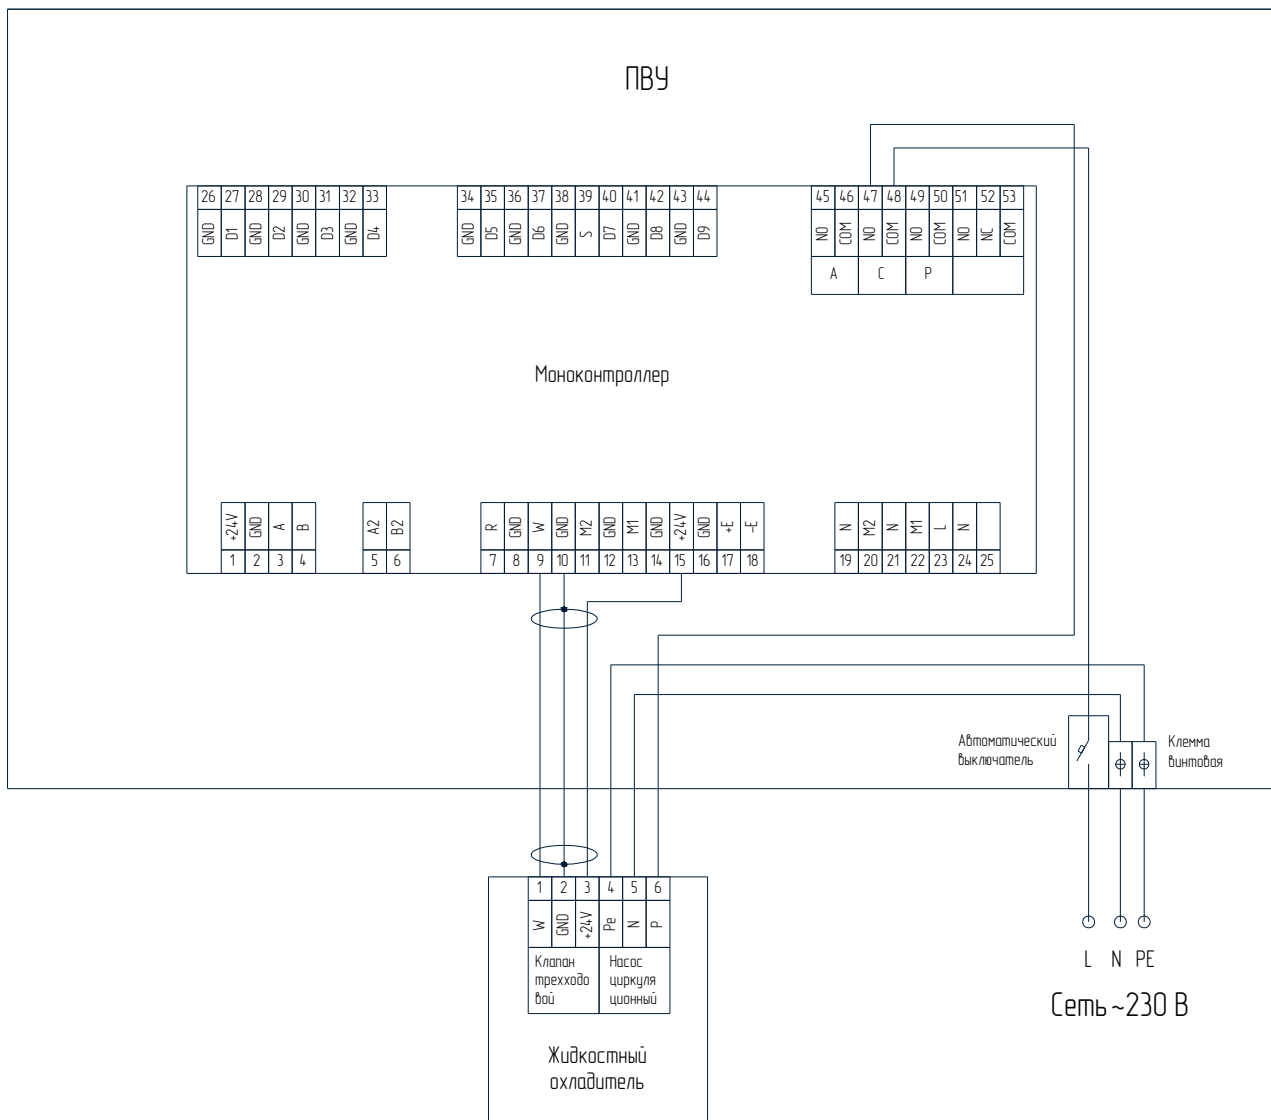 ПВУ
26 27 28 29 30 31 32 33
GND D1 GND D2 GND D3 GND D4
34 35 36 37 38 39 40 41 42 43 44
GND D5 GND D6 GND S D7 GND D8 GND D9
45 46 47 48 49 50 51 52 53
NO COM NO COM NO COM NO NC COM
A C P
Моноконтроллер
+24V GND A B
1 2 3 4
A2 B2
5 6
R GND W GND M2 GND M1 GND +24V GND +E -E
7 8 9 10 11 12 13 14 15 16 17 18
N M2 N M1 L N
19 20 21 22 23 24 25
Автоматический
выключатель
Клемма
винтовая
1 2 3 4 5 6
W GND +24V Pe N P
Клапан
трехходо
вой
Насос
циркуля
ционный
Жидкостный
охладитель
L N PE
Сеть ~230 В